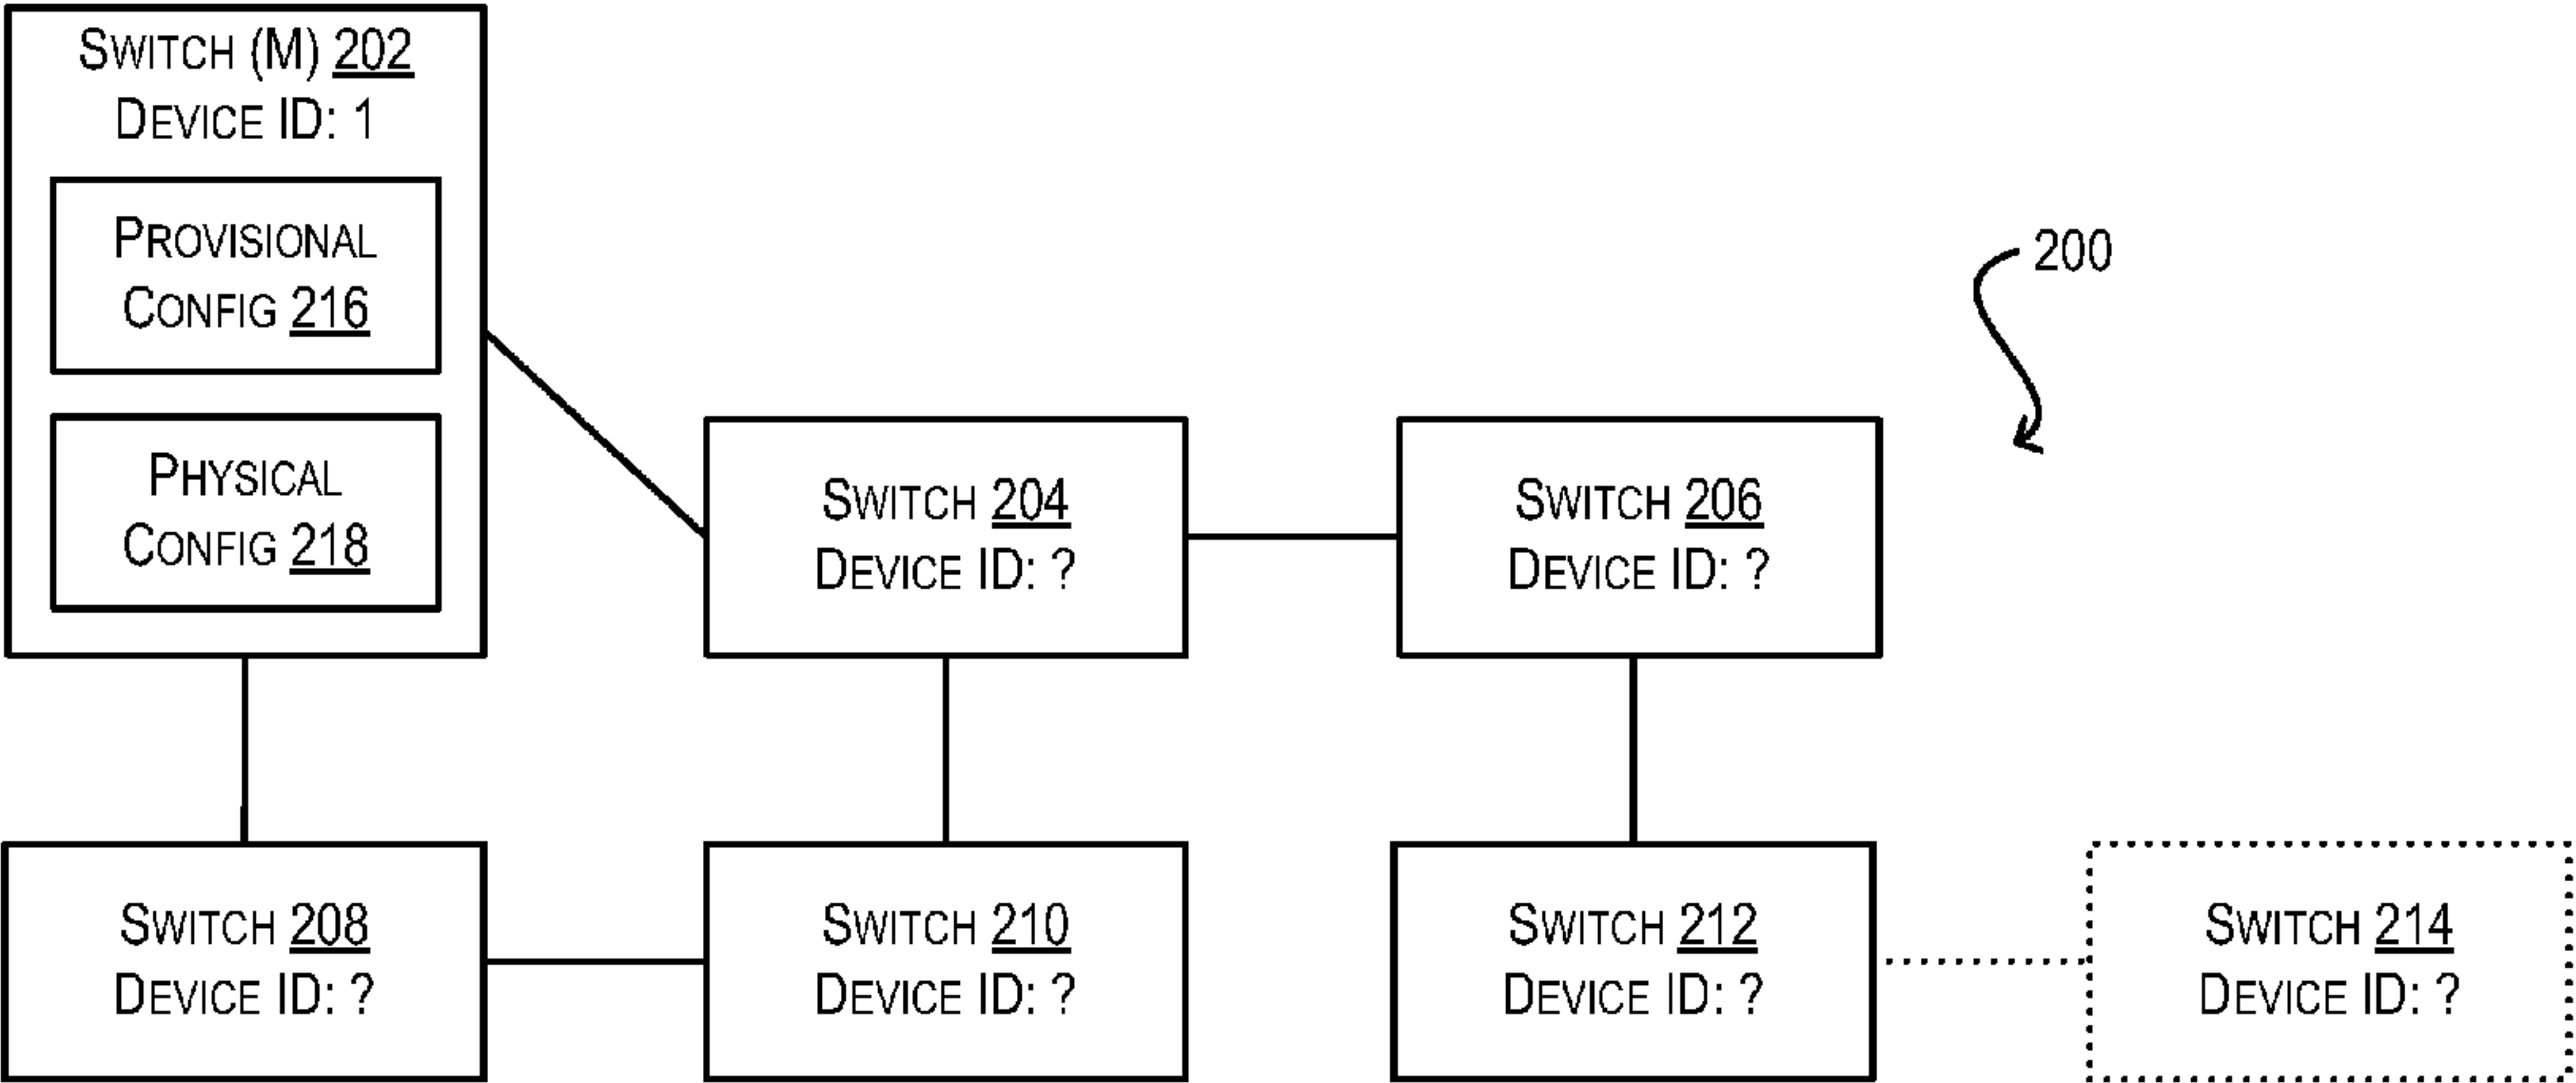 SWITCH (M) 202
DEVICE ID: 1
PROVISIONAL
CONFIG 216
PHYSICAL
CONFIG 218
200
SWITCH 204
DEVICE ID: ?
SWITCH 206
DEVICE ID: ?
SWITCH 208
DEVICE ID: ?
SWITCH 210
DEVICE ID: ?
SWITCH 212
DEVICE ID: ?
SWITCH 214
DEVICE ID: ?